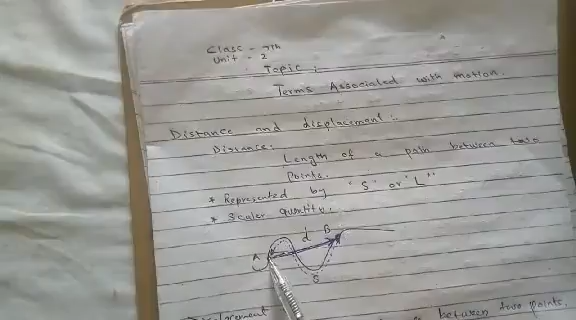 Class - 7th
Unit - 2
Topic :
Terms Associated with motion.
Distance and displacement :-
Distance:
Length of a path between two
points.
* Represented by "S" or "L"
* Scaler quantity.
A d B
S
Displacement
between two points.